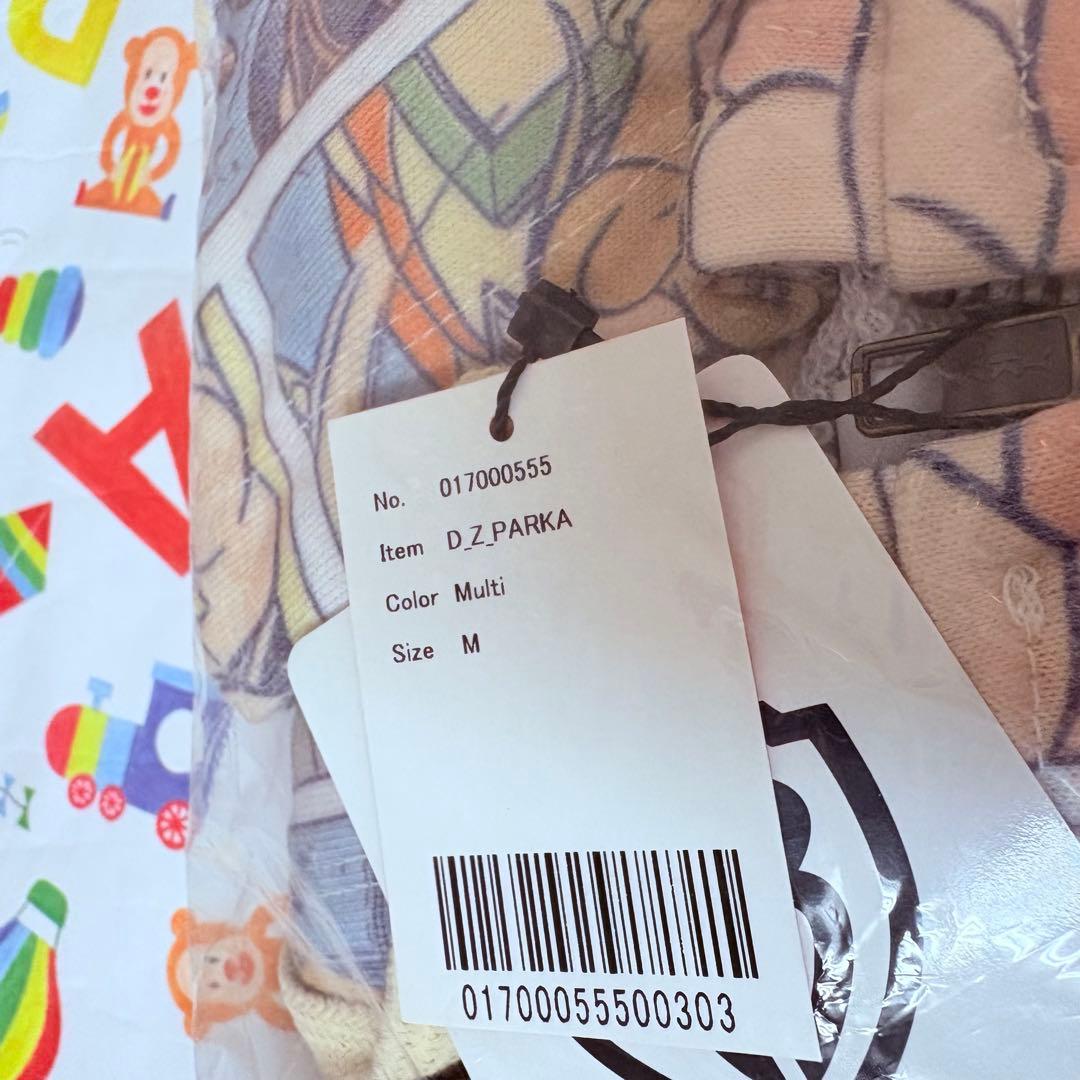 No. 017000555
Item D_Z_PARKA
Color Multi
Size M
01700055500303